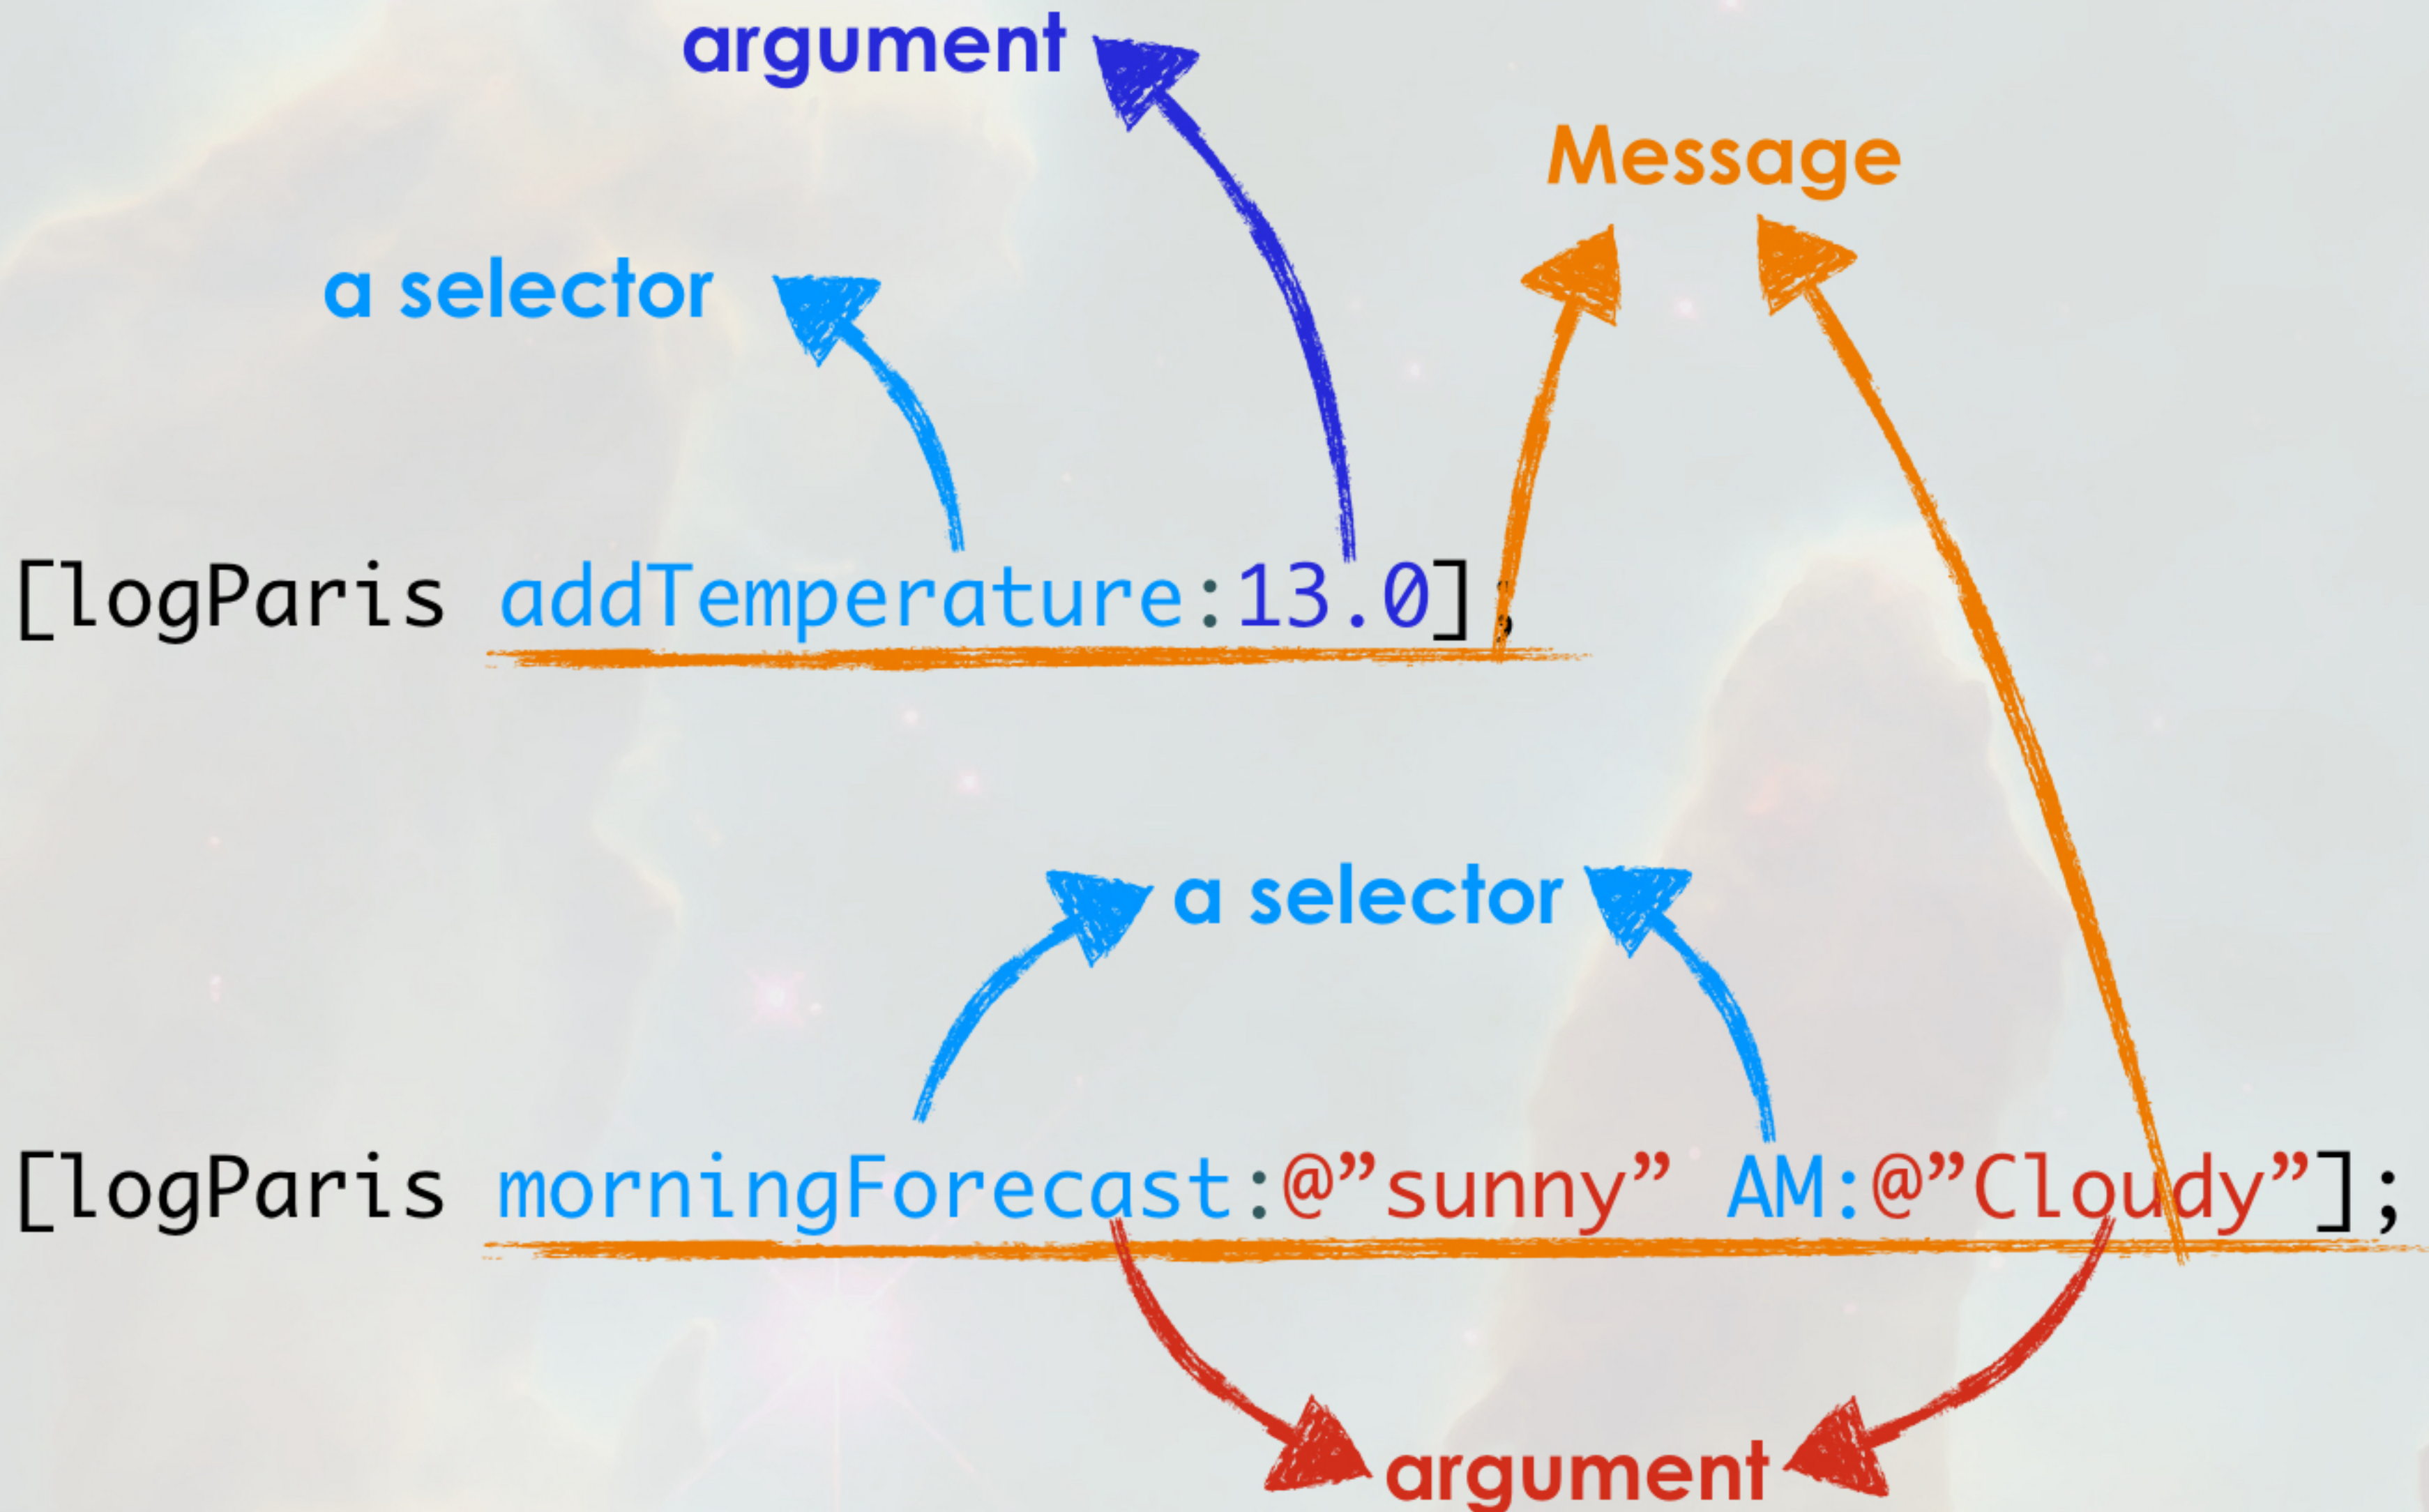 argument
Message
a selector
[logParis addTemperature:13.0];
a selector
[logParis morningForecast:@”sunny” AM:@”Cloudy”];
argument